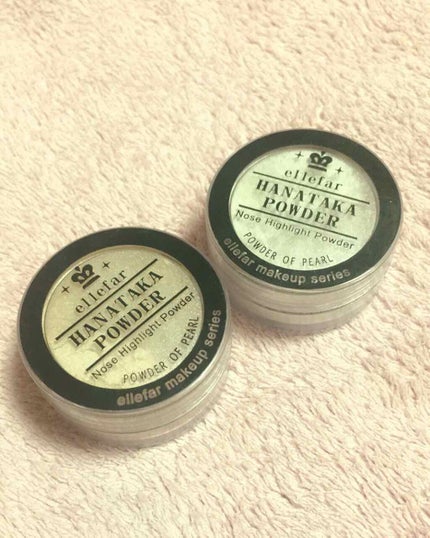 ellefar
HANATAKA
POWDER
Nose Highlight Powder
POWDER OF PEARL
ellefar makeup series
ellefar
HANATAKA
POWDER
Nose Highlight Powder
POWDER OF PEARL
ellefar makeup series